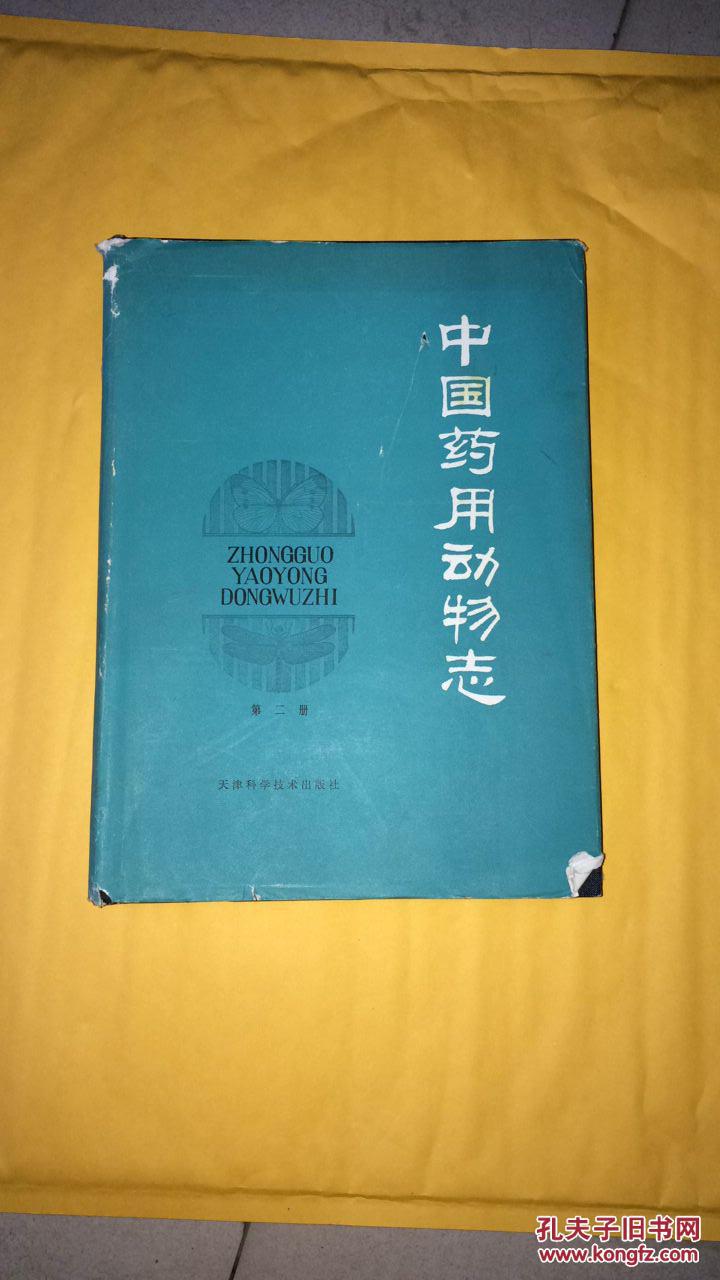 中国药用动物志
ZHONGGUO
YAOYONG
DONGWUZHI
第二册
天津科学技术出版社
孔夫子旧书网
www.kongfz.com